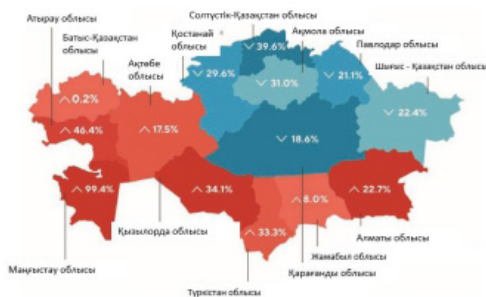 Солтүстік-Қазақстан облысы
Атырау облысы
Батыс-Қазақстан
облысы
Қостанай
облысы
Ақмола облысы
Ақтөбе
облысы
Павлодар облысы
Шығыс - Қазақстан облысы
39.6%
29.6%
31.0%
21.1%
0.2%
22.4%
46.4%
17.5%
18.6%
99.4%
34.1%
8.0%
22.7%
33.3%
Қызылорда облысы
Алматы облысы
Жамабыл облысы
Маңғыстау облысы
Қарағанды облысы
Түркістан облысы